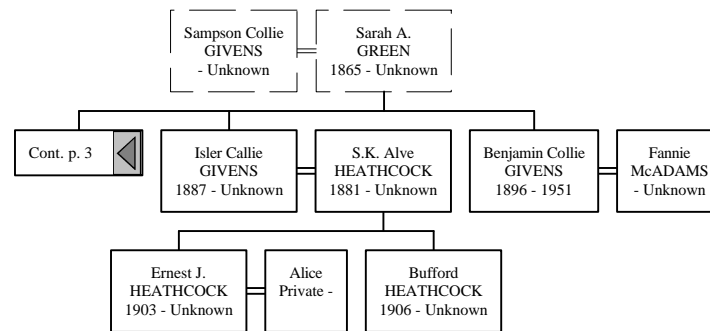 Sampson Collie
GIVENS
- Unknown
Sarah A.
GREEN
1865 - Unknown
Cont. p. 3
Isler Callie
GIVENS
1887 - Unknown
S.K. Alve
HEATHCOCK
1881 - Unknown
Benjamin Collie
GIVENS
1896 - 1951
Fannie
McADAMS
- Unknown
Ernest J.
HEATHCOCK
1903 - Unknown
Alice
Private -
Bufford
HEATHCOCK
1906 - Unknown